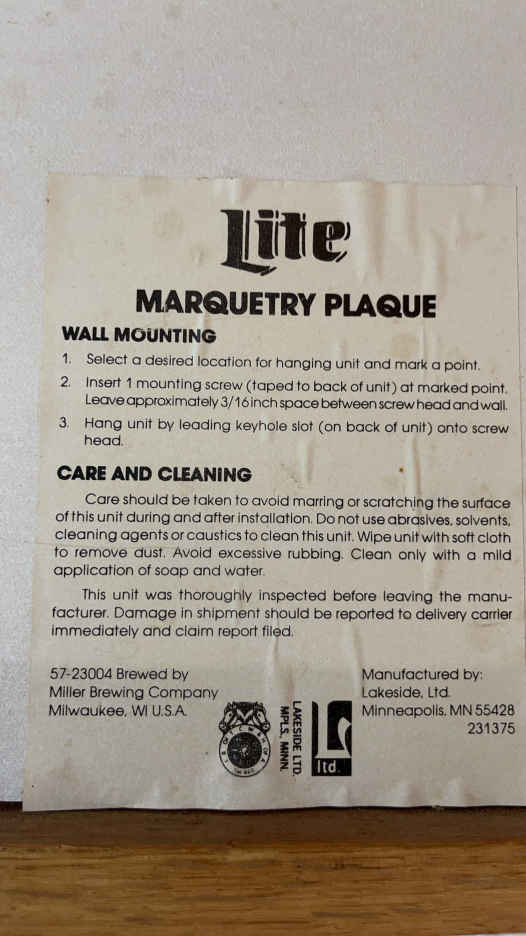 Lite
MARQUETRY PLAQUE
WALL MOUNTING
1. Select a desired location for hanging unit and mark a point.
2. Insert 1 mounting screw (taped to back of unit) at marked point.
Leave approximately 3/16 inch space between screw head and wall.
3. Hang unit by leading keyhole slot (on back of unit) onto screw
head.
CARE AND CLEANING
Care should be taken to avoid marring or scratching the surface
of this unit during and after installation. Do not use abrasives, solvents,
cleaning agents or caustics to clean this unit. Wipe unit with soft cloth
to remove dust. Avoid excessive rubbing. Clean only with a mild
application of soap and water.
This unit was thoroughly inspected before leaving the manu-
facturer. Damage in shipment should be reported to delivery carrier
immediately and claim report filed.
57-23004 Brewed by
Miller Brewing Company
Milwaukee, WI U.S.A.
LAKESIDE LTD.
MPLS. MINN.
ltd.
Manufactured by:
Lakeside, Ltd.
Minneapolis, MN 55428
231375